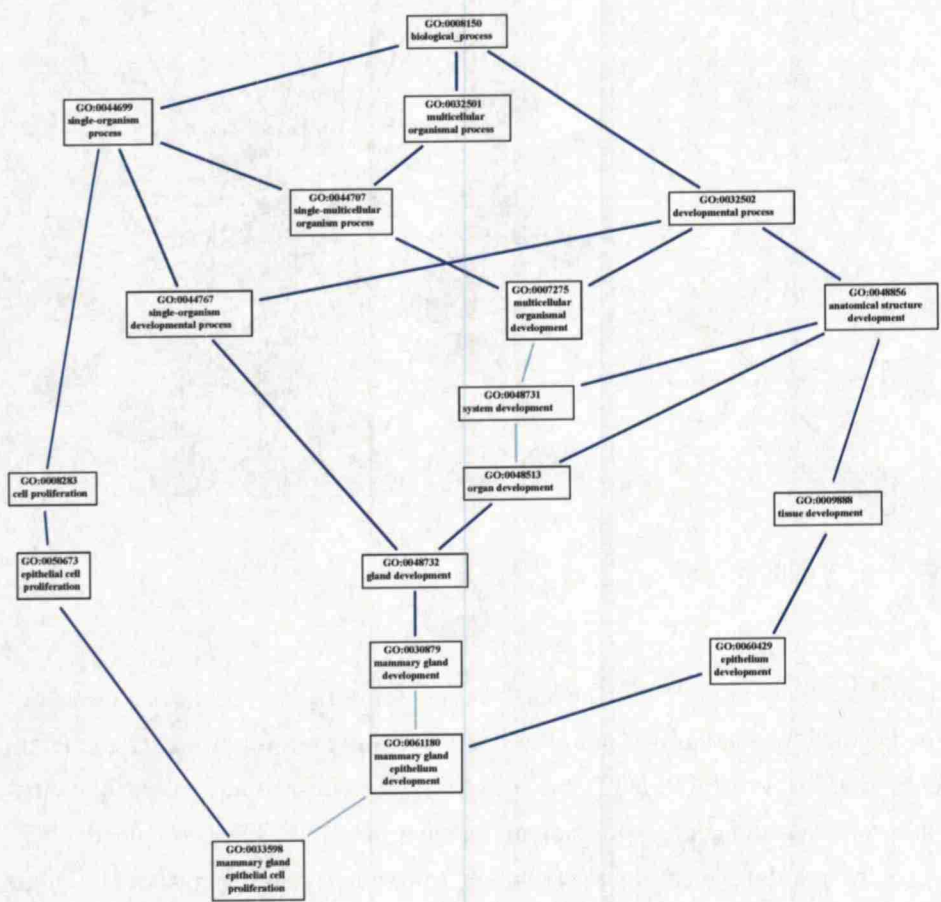 GO:0008150
biological_process
GO:0044699
single-organism
process
GO:0032501
multicellular
organismal process
GO:0044707
single-multicellular
organism process
GO:0032502
developmental process
GO:0044767
single-organism
developmental process
GO:0007275
multicellular
organismal
development
GO:0048856
anatomical structure
development
GO:0048731
system development
GO:0008283
cell proliferation
GO:0048513
organ development
GO:0009888
tissue development
GO:0050673
epithelial cell
proliferation
GO:0048732
gland development
GO:0030879
mammary gland
development
GO:0060429
epithelium
development
GO:0061180
mammary gland
epithelium
development
GO:0033598
mammary gland
epithelial cell
proliferation